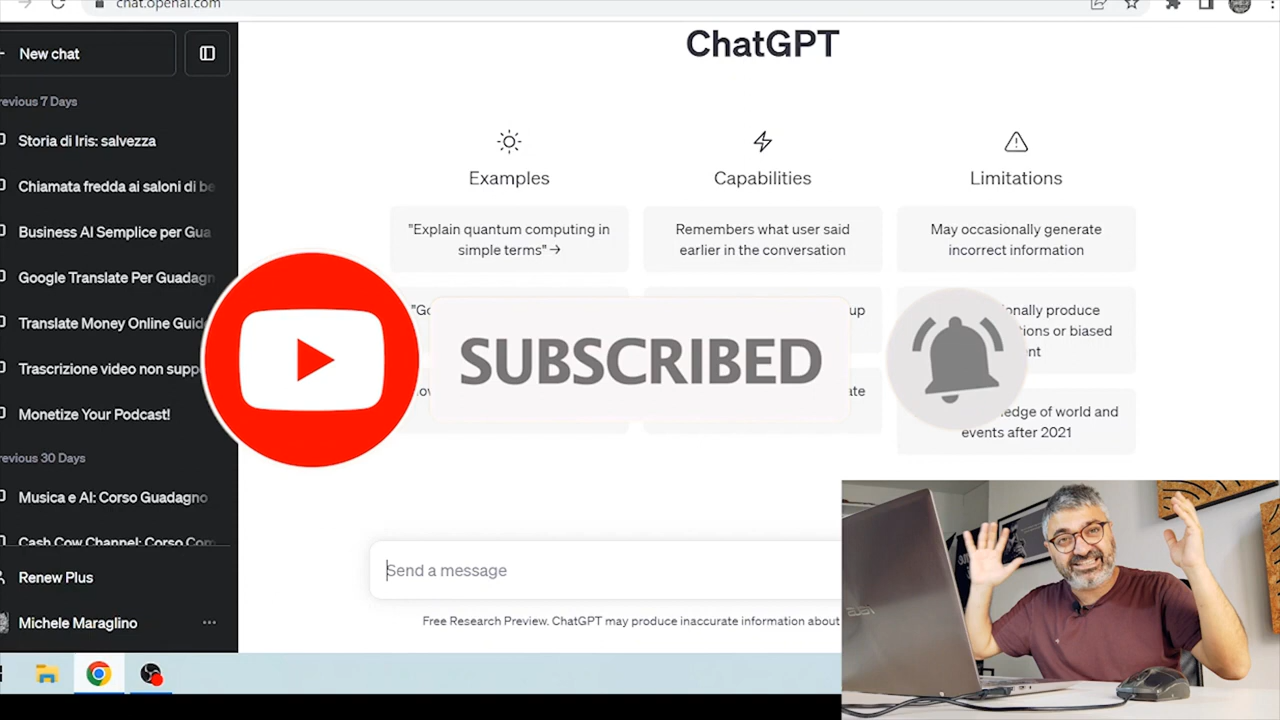 chat.openai.com
New chat
revious 7 Days
Storia di Iris: salvezza
Chiamata fredda ai saloni di be
Business AI Semplice per Gua
Google Translate Per Guadagn
Translate Money Online Guid
Trascrizione video non supp
Monetize Your Podcast!
revious 30 Days
Musica e AI: Corso Guadagno
Cash Cow Channel: Corso Com
Renew Plus
Michele Maraglino
ChatGPT
Examples
"Explain quantum computing in
simple terms" →
Capabilities
Remembers what user said
earlier in the conversation
up
Limitations
May occasionally generate
incorrect information
onally produce
or biased
edge of world and
events after 2021
SUBSCRIBED
Send a message
Free Research Preview. ChatGPT may produce inaccurate information about
ASUS